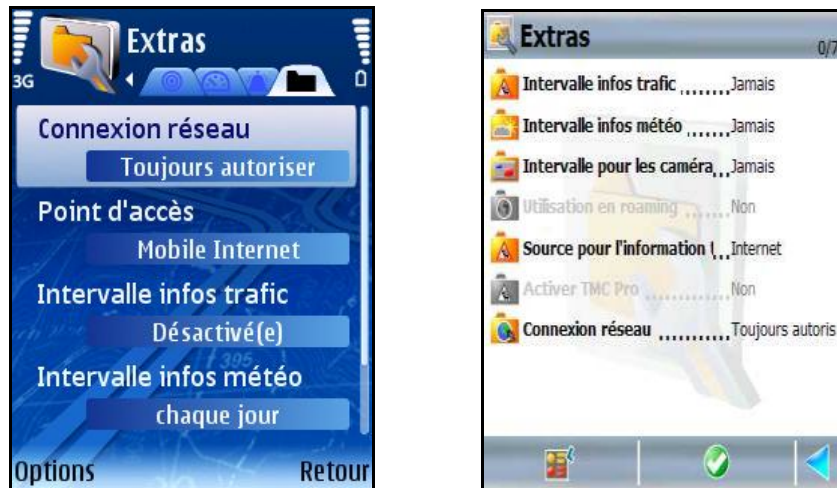 Extras
3G
Connexion réseau
Toujours autoriser
Point d'accès
Mobile Internet
Intervalle infos trafic
Désactivé(e)
Intervalle infos météo
chaque jour
Options Retour
Extras
0/7
Intervalle infos trafic ........Jamais
Intervalle infos météo .......Jamais
Intervalle pour les caméra...Jamais
Utilisation en roaming .......Non
Source pour l'information (...Internet
Activer TMC Pro ............Non
Connexion réseau ...........Toujours autoris